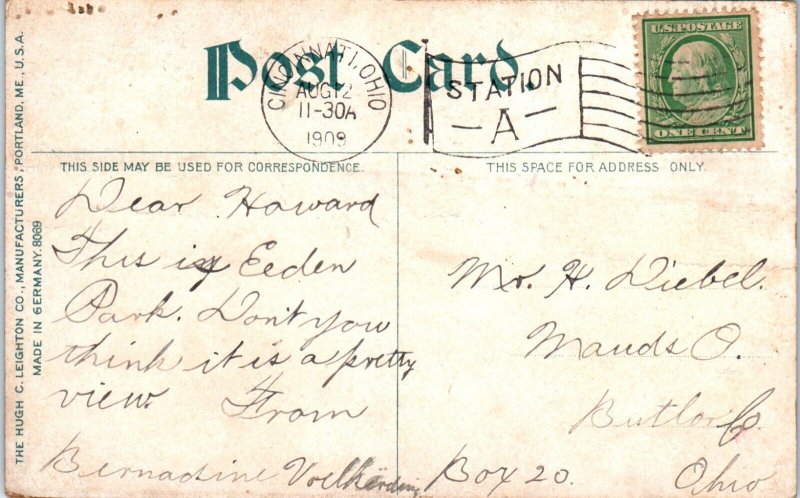 Post Card.
CINCINNATI, OHIO
AUG 12
11-30A
1909
STATION
-A-
U.S. POSTAGE
ONE CENT
THIS SIDE MAY BE USED FOR CORRESPONDENCE.
THIS SPACE FOR ADDRESS ONLY.
THE HUGH C. LEIGHTON CO., MANUFACTURERS, PORTLAND, ME., U.S.A.
MADE IN GERMANY. 8069
Dear Howard
This is Eeden
Park. Dont you
think it is a pretty
view. From
Bernadine
Mr. H. Diebel.
Mauds O.
Butlor Co.
Box 20. Ohio